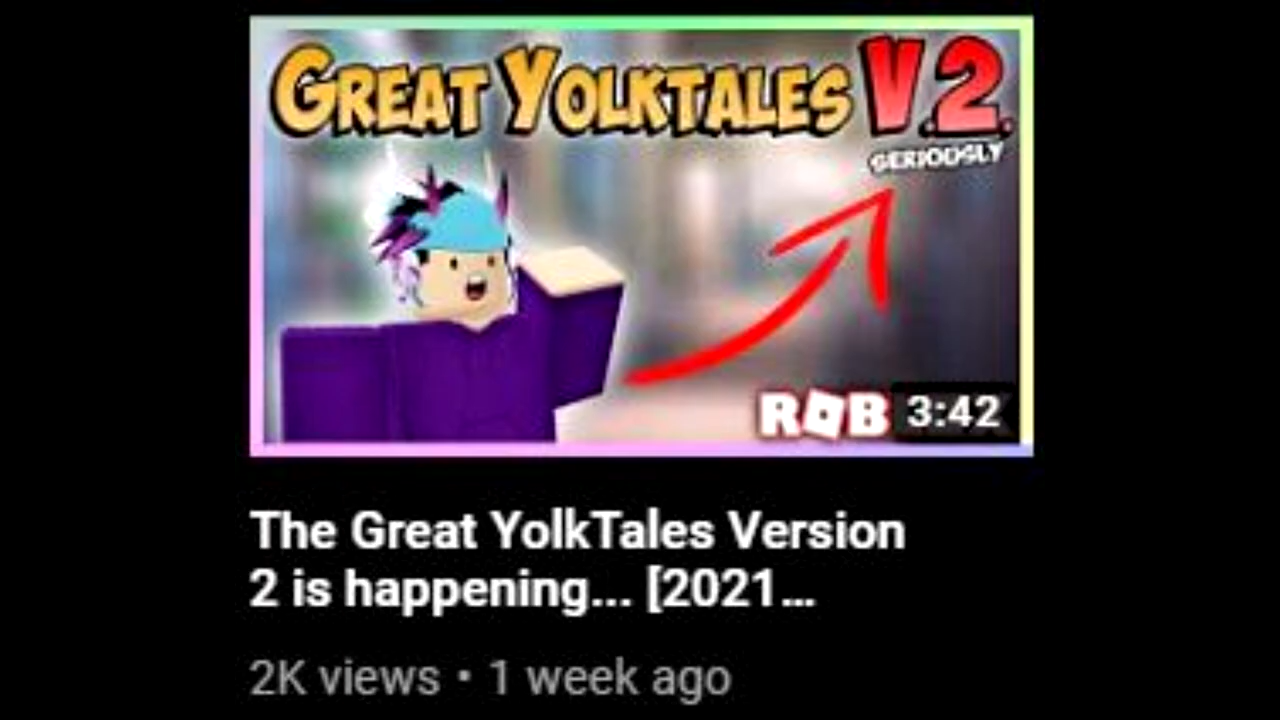 GREAT YOLKTALES V.2.
SERIOUSLY
ROB 3:42
The Great YolkTales Version
2 is happening... [2021...
2K views • 1 week ago